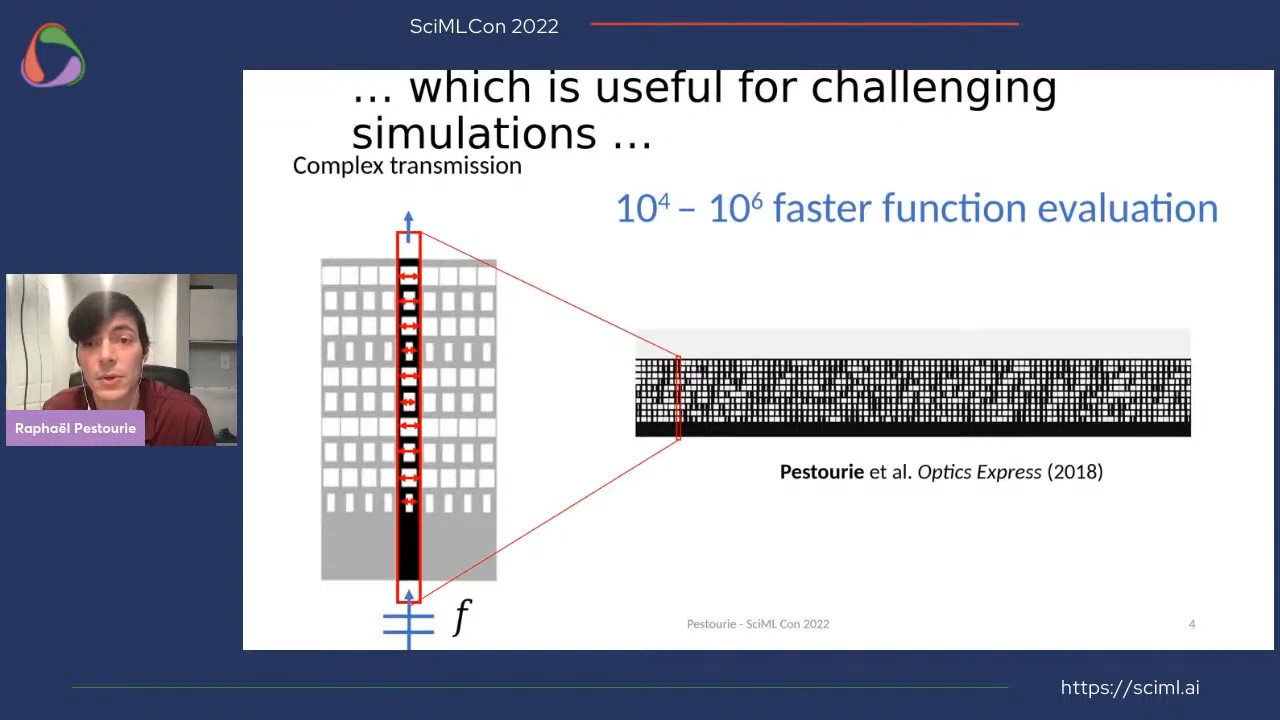 SciMLCon 2022
… which is useful for challenging
simulations …
Complex transmission
10⁴ – 10⁶ faster function evaluation
Raphaël Pestourie
Pestourie et al. Optics Express (2018)
f
Pestourie - SciML Con 2022
4
https://sciml.ai